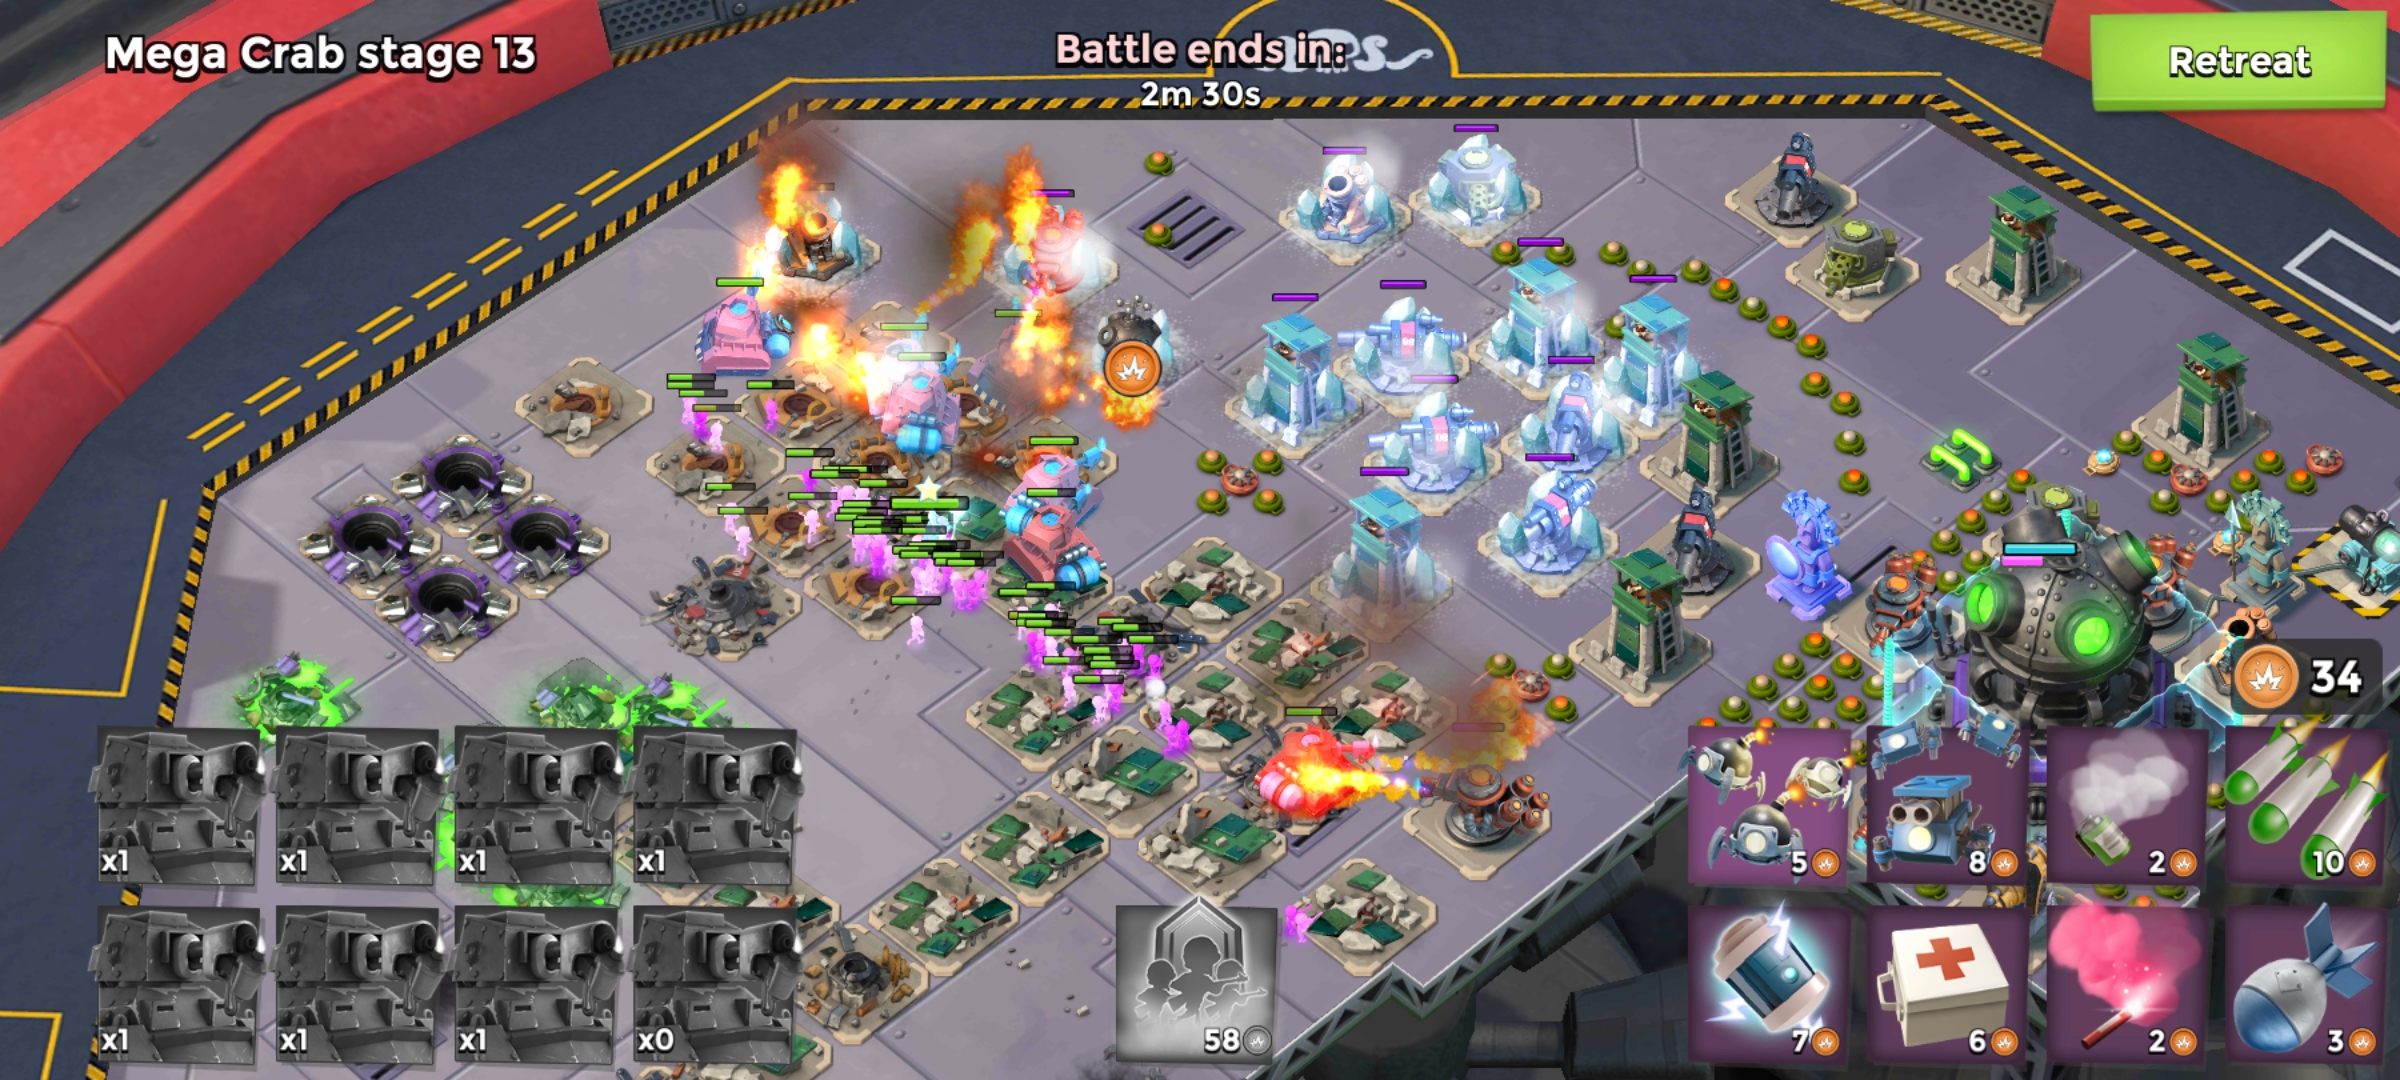 Mega Crab stage 13
Battle ends in:
2m 30s
Retreat
34
x1 x1 x1 x1
5 8 2 10
x1 x1 x1 x0
58
7 6 2 3